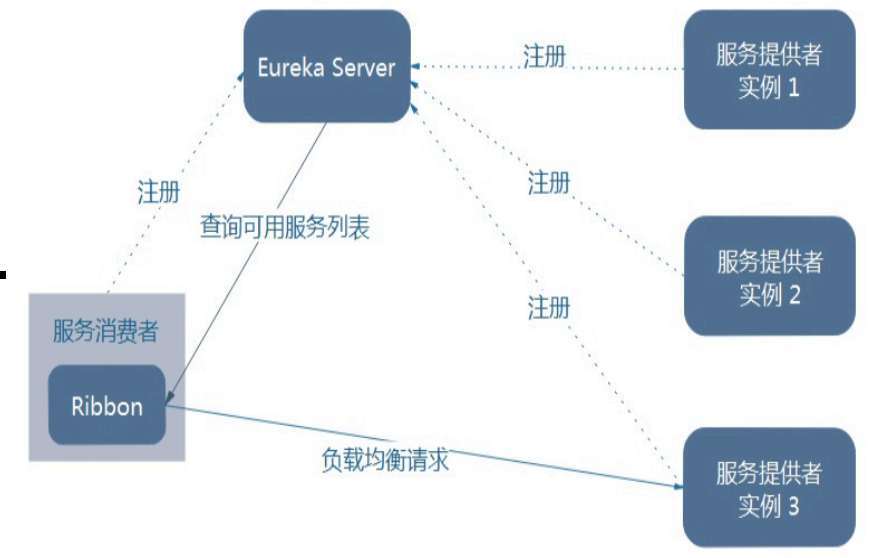 Eureka Server
注册
服务提供者
实例 1
注册
注册
查询可用服务列表
服务提供者
实例 2
注册
服务消费者
Ribbon
负载均衡请求
服务提供者
实例 3